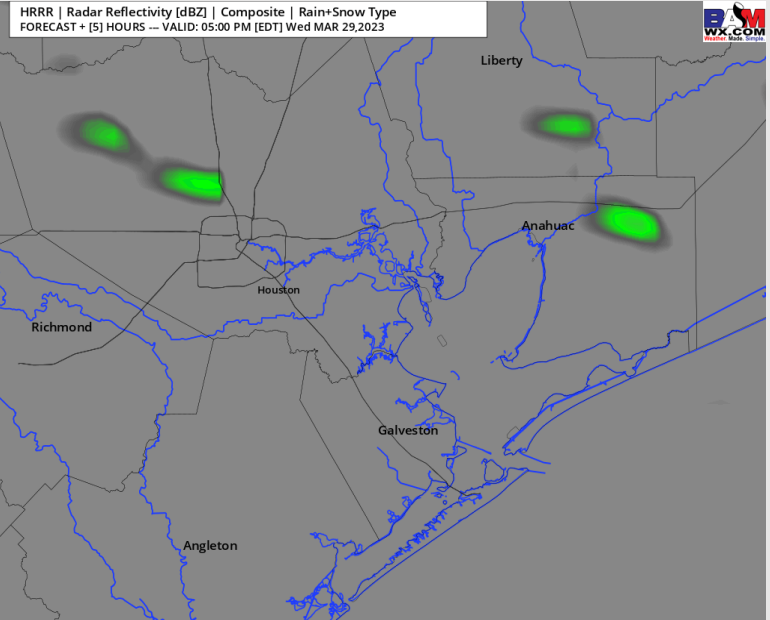 HRRR | Radar Reflectivity [dBZ] | Composite | Rain+Snow Type
FORECAST + [5] HOURS --- VALID: 05:00 PM [EDT] Wed MAR 29,2023
BAM
WX.COM
Weather. Made. Simple.
Liberty
Anahuac
Houston
Richmond
Galveston
Angleton